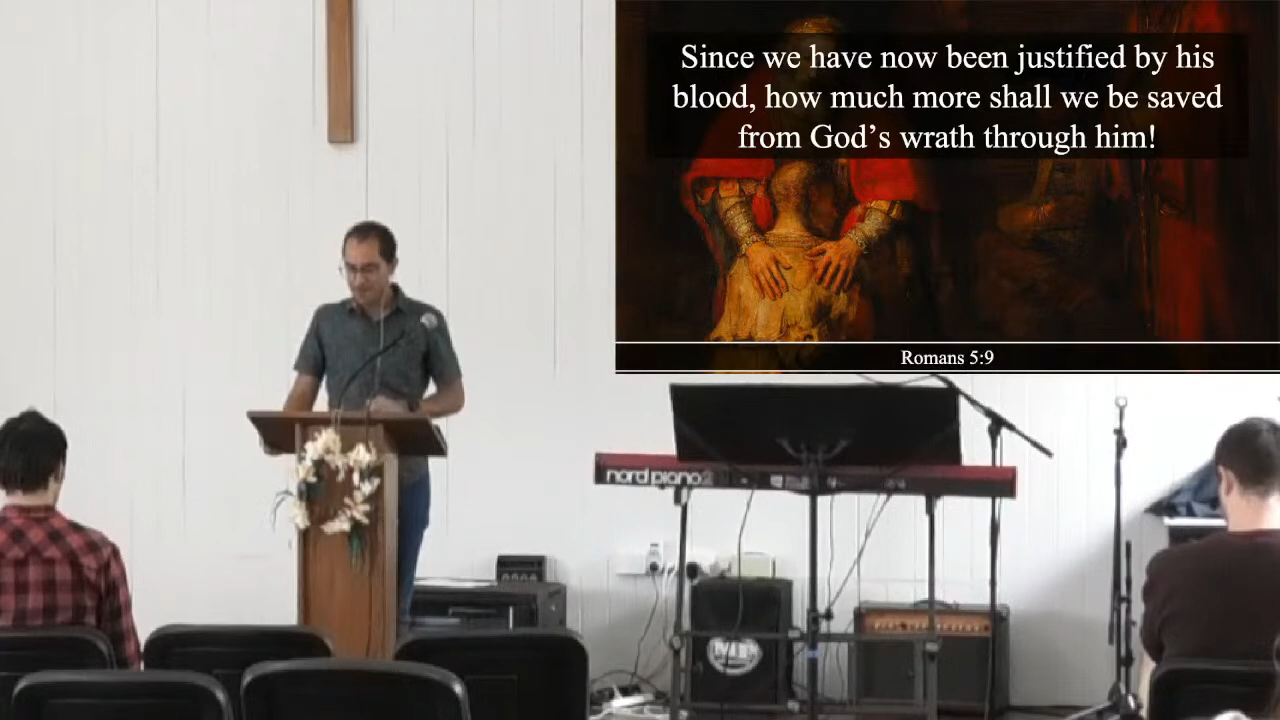 Since we have now been justified by his
blood, how much more shall we be saved
from God’s wrath through him!
Romans 5:9
nord piano 2